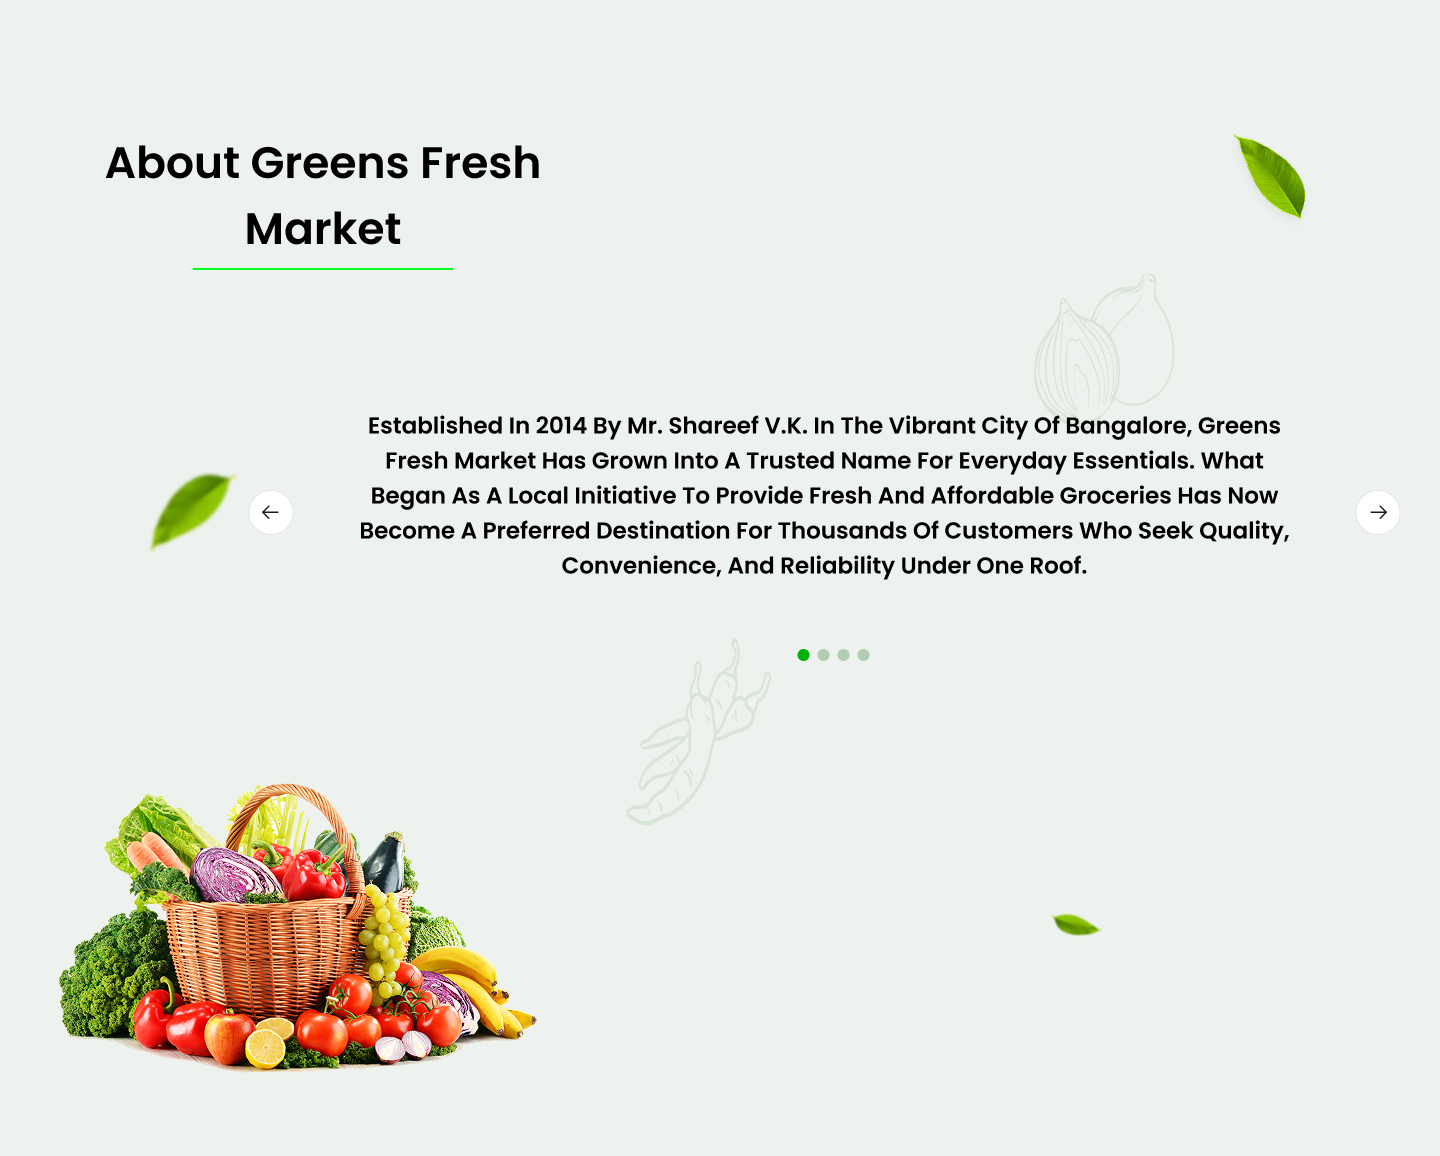 About Greens Fresh
Market
Established In 2014 By Mr. Shareef V.K. In The Vibrant City Of Bangalore, Greens
Fresh Market Has Grown Into A Trusted Name For Everyday Essentials. What
Began As A Local Initiative To Provide Fresh And Affordable Groceries Has Now
Become A Preferred Destination For Thousands Of Customers Who Seek Quality,
Convenience, And Reliability Under One Roof.